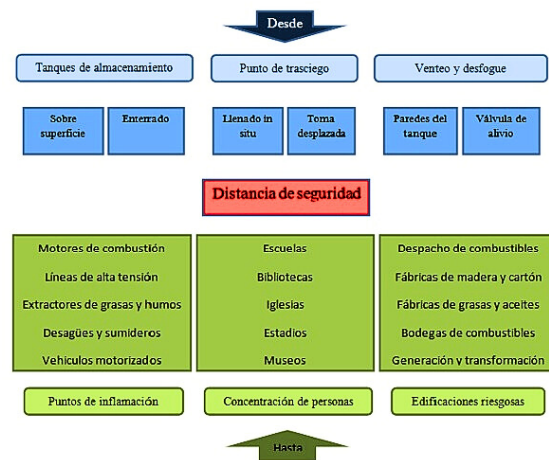 Desde
Tanques de almacenamiento
Punto de trasciego
Venteo y desfogue
Sobre
superficie
Enterrado
Llenado in
situ
Toma
desplazada
Paredes del
tanque
Válvula de
alivio
Distancia de seguridad
Motores de combustión
Líneas de alta tensión
Extractores de grasas y humos
Desagües y sumideros
Vehiculos motorizados
Escuelas
Bibliotecas
Iglesias
Estadios
Museos
Despacho de combustibles
Fábricas de madera y cartón
Fábricas de grasas y aceites
Bodegas de combustibles
Generación y transformación
Puntos de inflamación
Concentración de personas
Edificaciones riesgosas
Hasta